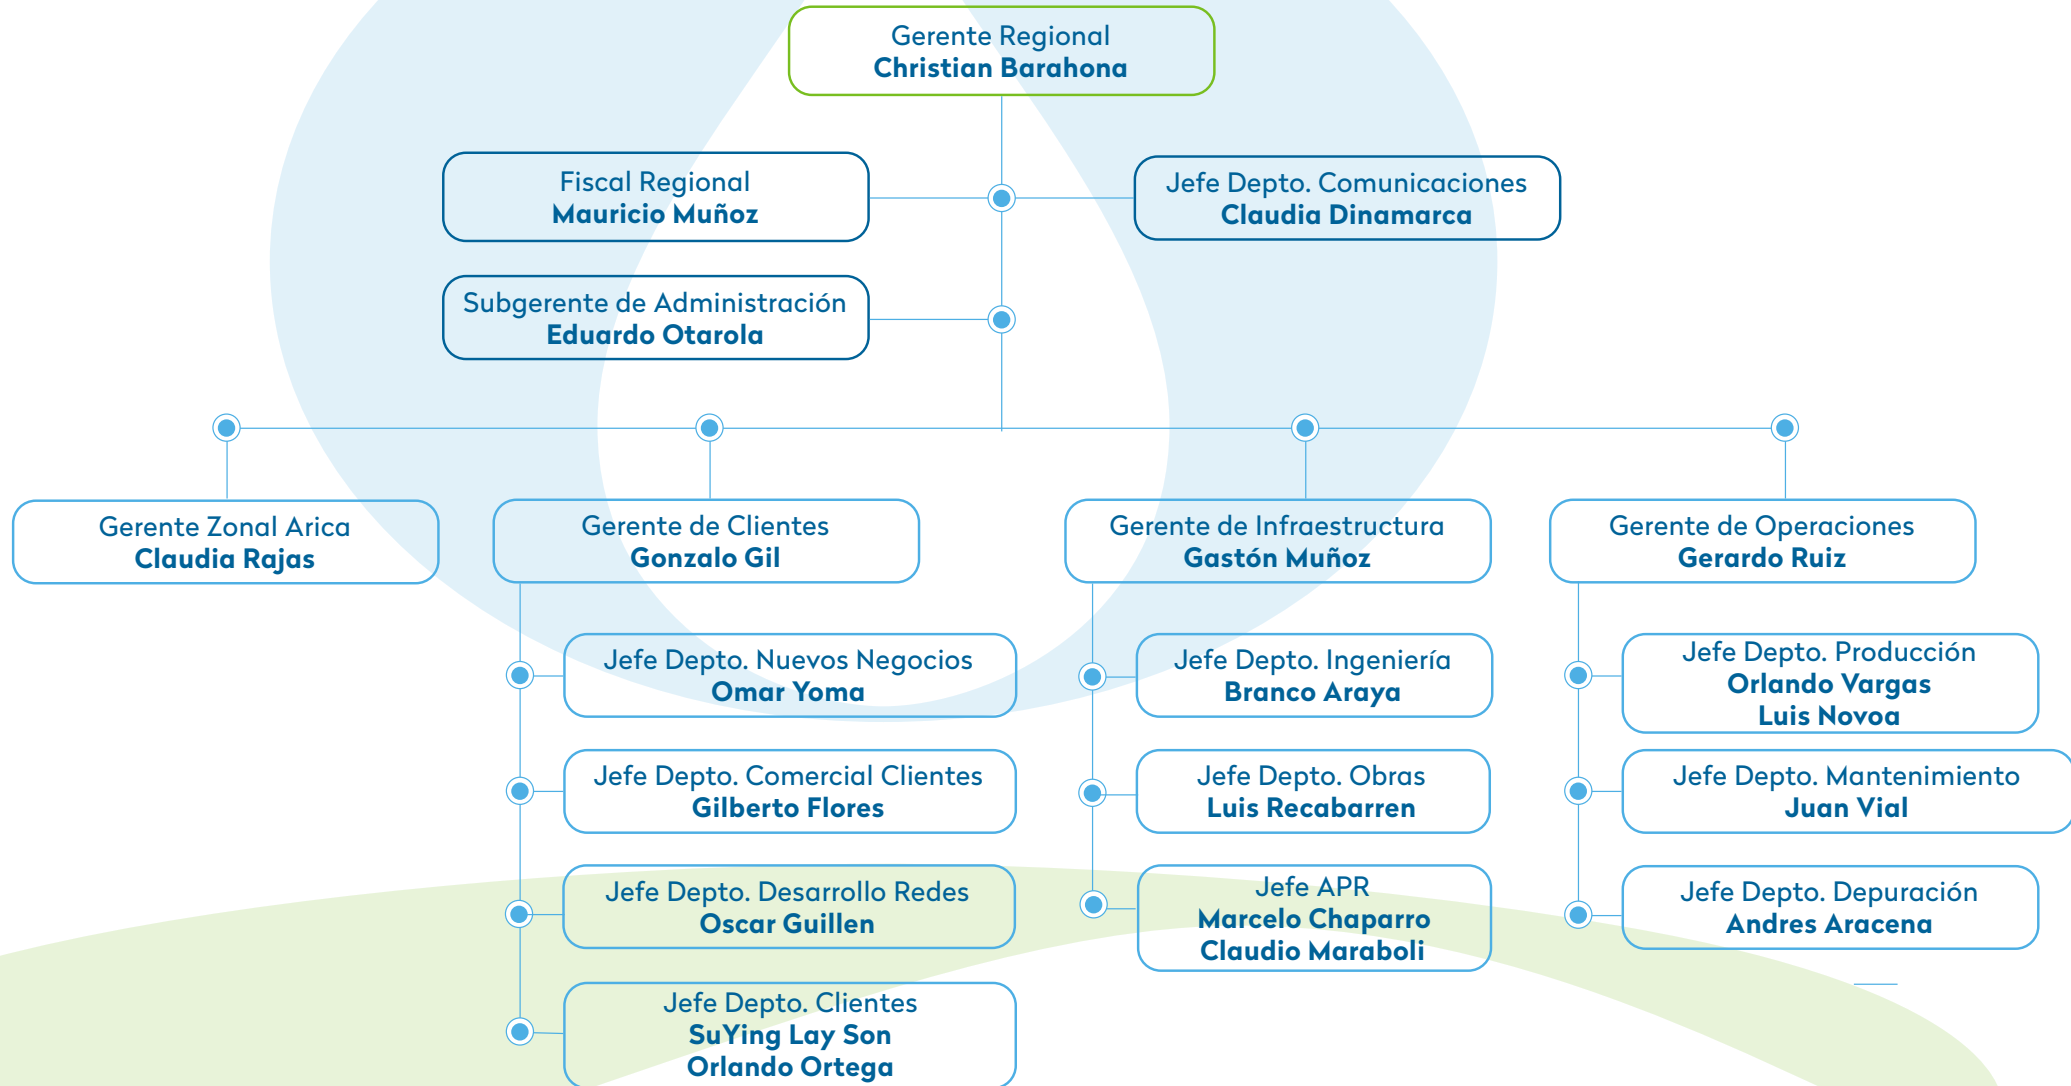 Gerente Regional
Christian Barahona
Fiscal Regional
Mauricio Muñoz
Jefe Depto. Comunicaciones
Claudia Dinamarca
Subgerente de Administración
Eduardo Otarola
Gerente Zonal Arica
Claudia Rajas
Gerente de Clientes
Gonzalo Gil
Jefe Depto. Nuevos Negocios
Omar Yoma
Jefe Depto. Comercial Clientes
Gilberto Flores
Jefe Depto. Desarrollo Redes
Oscar Guillen
Jefe Depto. Clientes
SuYing Lay Son
Orlando Ortega
Gerente de Infraestructura
Gastón Muñoz
Jefe Depto. Ingeniería
Branco Araya
Jefe Depto. Obras
Luis Recabarren
Jefe APR
Marcelo Chaparro
Claudio Maraboli
Gerente de Operaciones
Gerardo Ruiz
Jefe Depto. Producción
Orlando Vargas
Luis Novoa
Jefe Depto. Mantenimiento
Juan Vial
Jefe Depto. Depuración
Andres Aracena